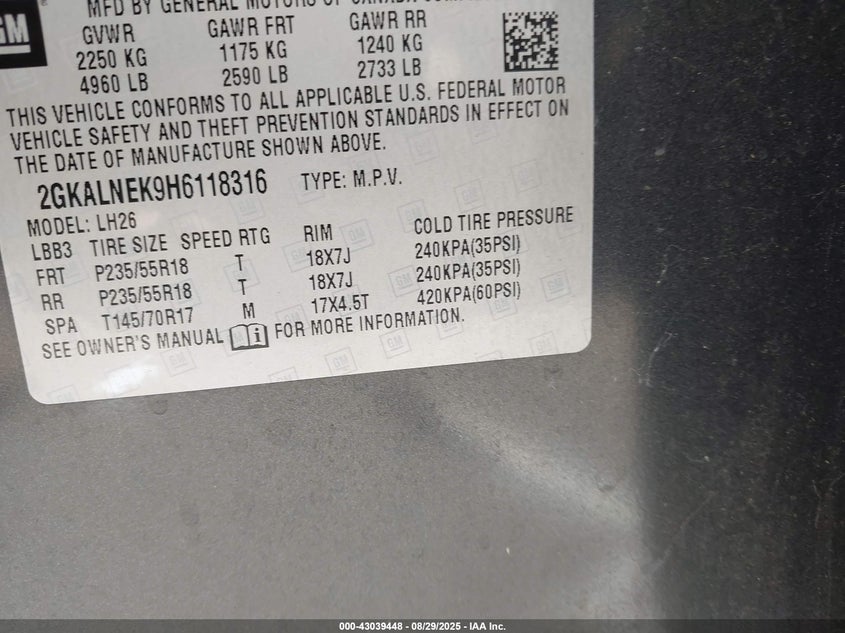 GM
MFD BY GENERAL MOTORS OF CANADA
GVWR GAWR FRT GAWR RR
2250 KG 1175 KG 1240 KG
4960 LB 2590 LB 2733 LB
THIS VEHICLE CONFORMS TO ALL APPLICABLE U.S. FEDERAL MOTOR
VEHICLE SAFETY AND THEFT PREVENTION STANDARDS IN EFFECT ON
THE DATE OF MANUFACTURE SHOWN ABOVE.
2GKALNEK9H6118316 TYPE: M.P.V.
MODEL: LH26
LBB3 TIRE SIZE SPEED RTG RIM COLD TIRE PRESSURE
FRT P235/55R18 T 18X7J 240KPA(35PSI)
RR P235/55R18 T 18X7J 240KPA(35PSI)
SPA T145/70R17 M 17X4.5T 420KPA(60PSI)
SEE OWNER'S MANUAL FOR MORE INFORMATION.
000-43039448 - 08/29/2025 - IAA Inc.